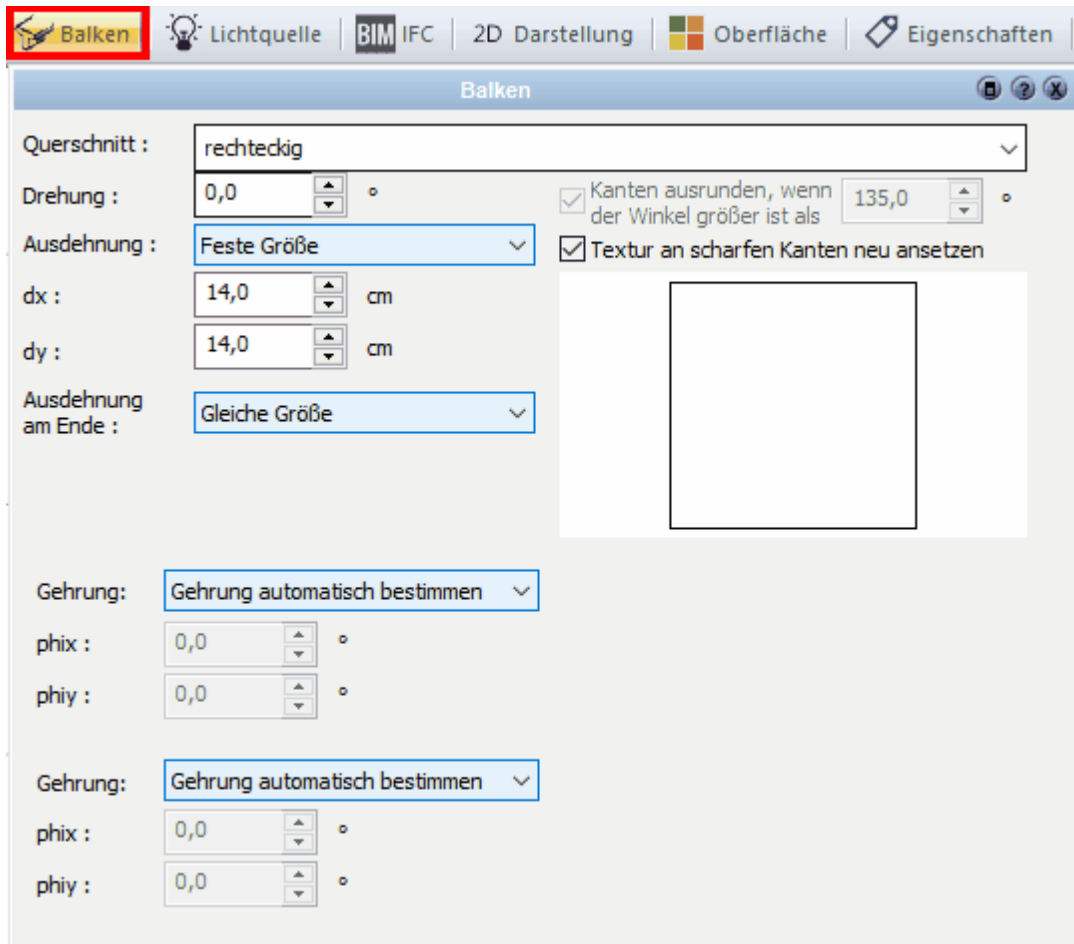 Balken Lichtquelle BIM IFC 2D Darstellung Oberfläche Eigenschaften
Balken
Querschnitt : rechteckig
Drehung : 0,0 °
Kanten ausrunden, wenn
der Winkel größer ist als 135,0 °
Ausdehnung : Feste Größe
Textur an scharfen Kanten neu ansetzen
dx : 14,0 cm
dy : 14,0 cm
Ausdehnung
am Ende : Gleiche Größe
Gehrung: Gehrung automatisch bestimmen
phix : 0,0 °
phiy : 0,0 °
Gehrung: Gehrung automatisch bestimmen
phix : 0,0 °
phiy : 0,0 °